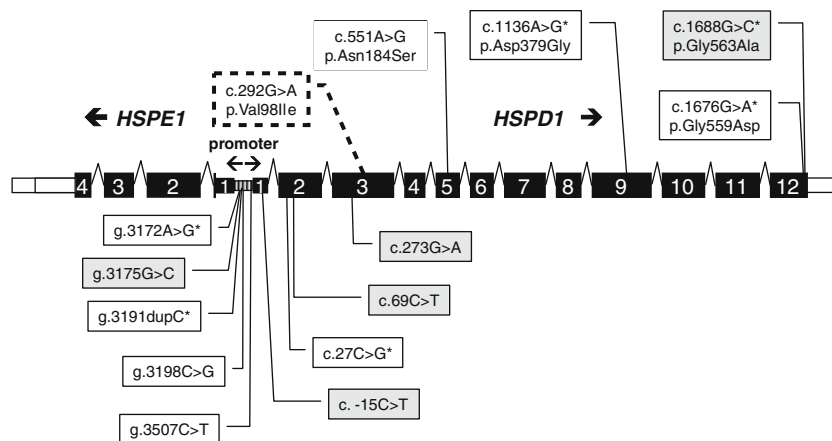 c.551A>G
p.Asn184Ser
c.1136A>G*
p.Asp379Gly
c.1688G>C*
p.Gly563Ala
c.292G>A
p.Val98Ile
c.1676G>A*
p.Gly559Asp
HSPE1
HSPD1
promoter
4 3 2 1 1 2 3 4 5 6 7 8 9 10 11 12
g.3172A>G*
g.3175G>C
g.3191dupC*
g.3198C>G
g.3507C>T
c.273G>A
c.69C>T
c.27C>G*
c. -15C>T